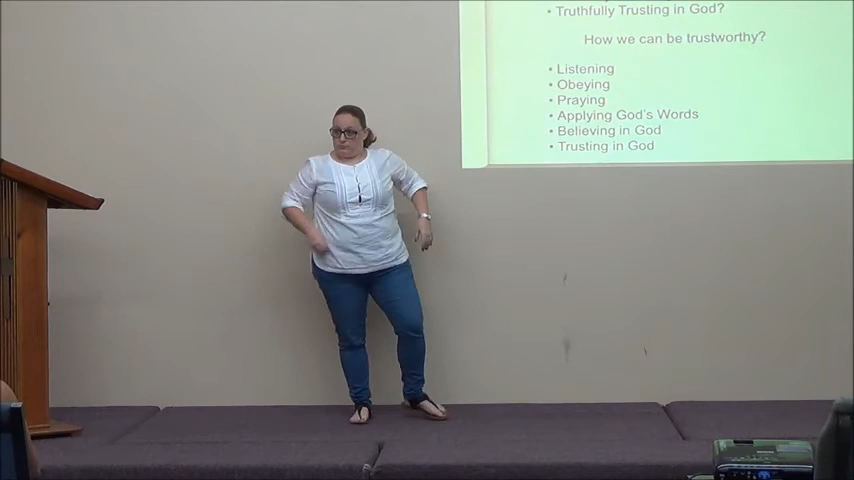 • Truthfully Trusting in God?
How we can be trustworthy?
• Listening
• Obeying
• Praying
• Applying God's Words
• Believing in God
• Trusting in God